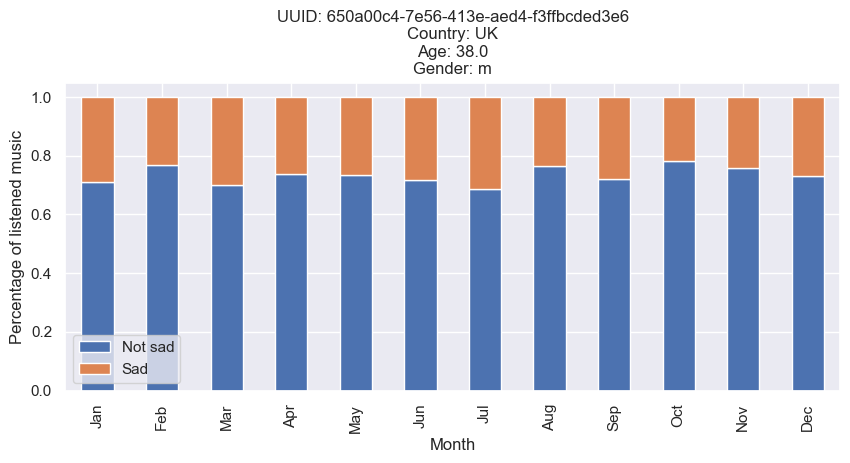 UUID: 650a00c4-7e56-413e-aed4-f3ffbcded3e6
Country: UK
Age: 38.0
Gender: m
Percentage of listened music
1.0
0.8
0.6
0.4
0.2
0.0
Not sad
Sad
Jan Feb Mar Apr May Jun Jul Aug Sep Oct Nov Dec
Month